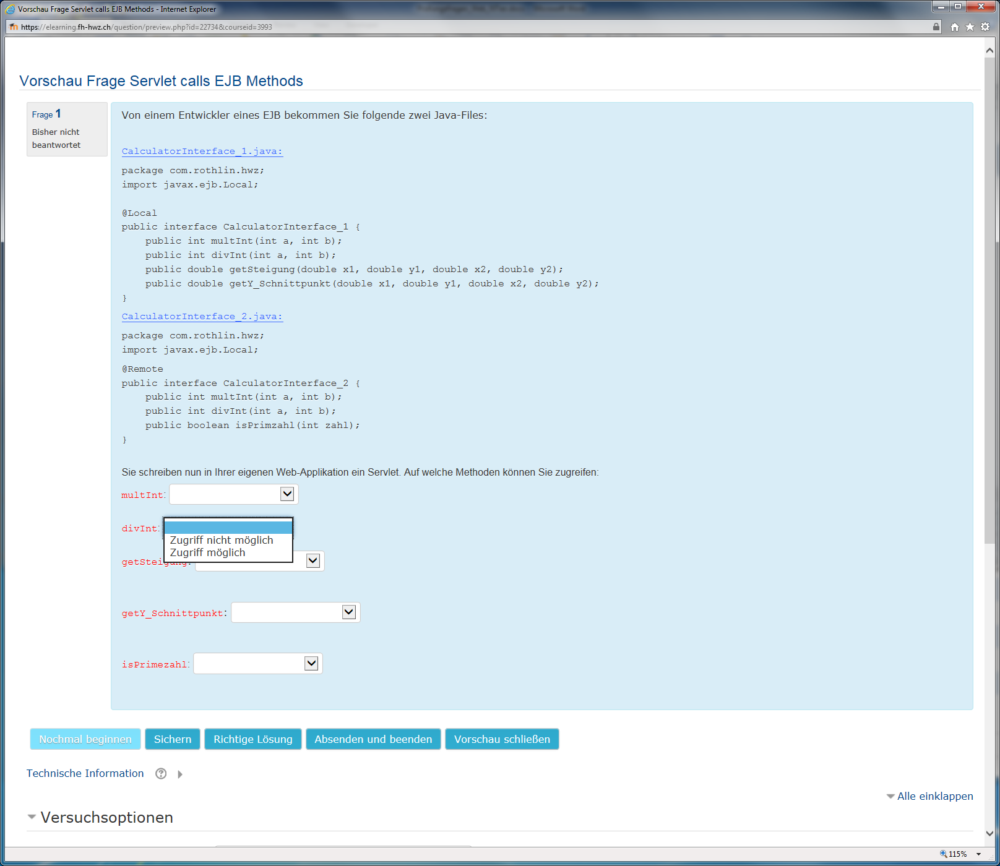 Vorschau Frage Servlet calls EJB Methods - Internet Explorer
https://elearning.fh-hwz.ch/question/preview.php?id=22734&courseid=3993
Vorschau Frage Servlet calls EJB Methods
Frage 1
Bisher nicht
beantwortet
Von einem Entwickler eines EJB bekommen Sie folgende zwei Java-Files:
CalculatorInterface_1.java:
package com.rothlin.hwz;
import javax.ejb.Local;
@Local
public interface CalculatorInterface_1 {
    public int multInt(int a, int b);
    public int divInt(int a, int b);
    public double getSteigung(double x1, double y1, double x2, double y2);
    public double getY_Schnittpunkt(double x1, double y1, double x2, double y2);
}
CalculatorInterface_2.java:
package com.rothlin.hwz;
import javax.ejb.Local;
@Remote
public interface CalculatorInterface_2 {
    public int multInt(int a, int b);
    public int divInt(int a, int b);
    public boolean isPrimzahl(int zahl);
}
Sie schreiben nun in Ihrer eigenen Web-Applikation ein Servlet. Auf welche Methoden können Sie zugreifen:
multInt:
divInt:
Zugriff nicht möglich
Zugriff möglich
getSteigung:
getY_Schnittpunkt:
isPrimezahl:
Nochmal beginnen Sichern Richtige Lösung Absenden und beenden Vorschau schließen
Technische Information ?
Alle einklappen
Versuchsoptionen
115%